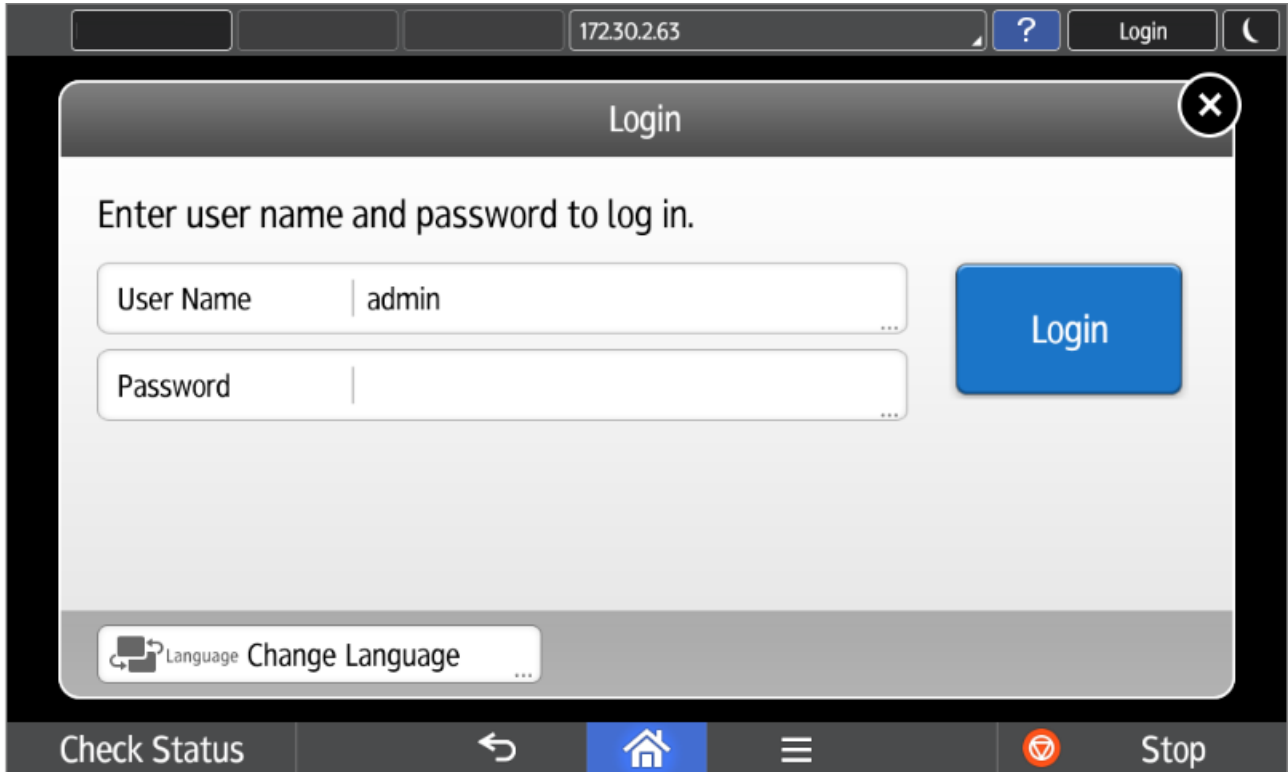 172.30.2.63 ? Login
Login
Enter user name and password to log in.
User Name admin
...
Login
Password
...
Language Change Language
...
Check Status Stop